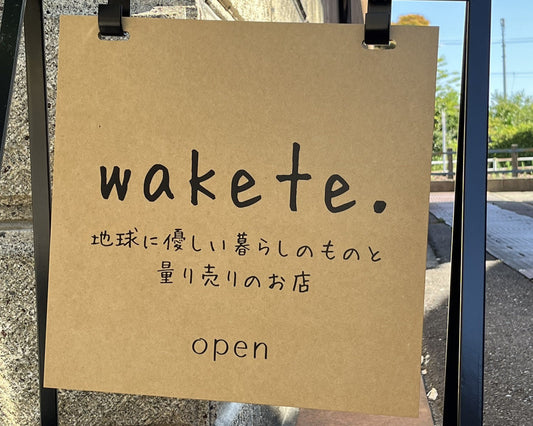 wakete.
地球に優しい暮らしのものと
量り売りのお店
open